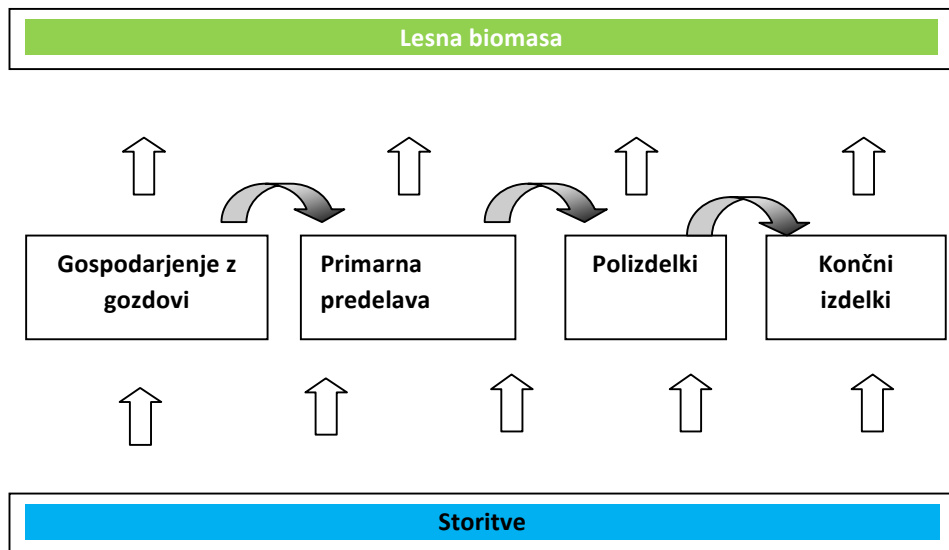 Lesna biomasa
Gospodarjenje z
gozdovi
Primarna
predelava
Polizdelki
Končni
izdelki
Storitve